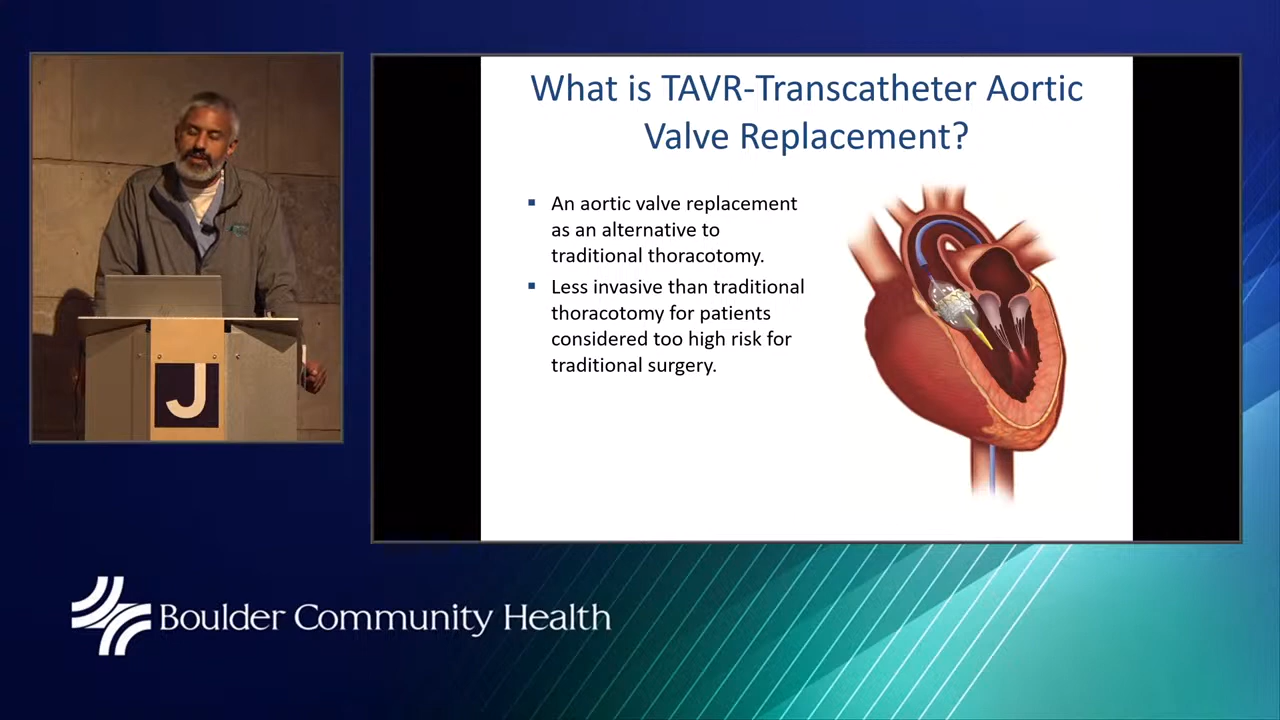 What is TAVR-Transcatheter Aortic
Valve Replacement?
▪ An aortic valve replacement
as an alternative to
traditional thoracotomy.
▪ Less invasive than traditional
thoracotomy for patients
considered too high risk for
traditional surgery.
J
Boulder Community Health